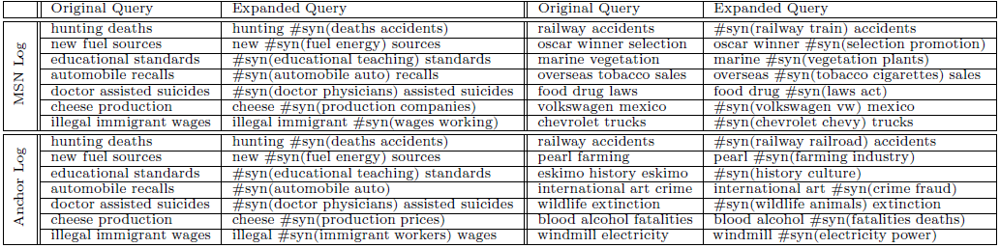 Original Query Expanded Query Original Query Expanded Query
MSN Log
hunting deaths hunting #syn(deaths accidents) railway accidents #syn(railway train) accidents
new fuel sources new #syn(fuel energy) sources oscar winner selection oscar winner #syn(selection promotion)
educational standards #syn(educational teaching) standards marine vegetation marine #syn(vegetation plants)
automobile recalls #syn(automobile auto) recalls overseas tobacco sales overseas #syn(tobacco cigarettes) sales
doctor assisted suicides #syn(doctor physicians) assisted suicides food drug laws food drug #syn(laws act)
cheese production cheese #syn(production companies) volkswagen mexico #syn(volkswagen vw) mexico
illegal immigrant wages illegal immigrant #syn(wages working) chevrolet trucks #syn(chevrolet chevy) trucks
Anchor Log
hunting deaths hunting #syn(deaths accidents) railway accidents #syn(railway railroad) accidents
new fuel sources new #syn(fuel energy) sources pearl farming pearl #syn(farming industry)
educational standards #syn(educational teaching) standards eskimo history eskimo #syn(history culture)
automobile recalls #syn(automobile auto) international art crime international art #syn(crime fraud)
doctor assisted suicides #syn(doctor physicians) assisted suicides wildlife extinction #syn(wildlife animals) extinction
cheese production cheese #syn(production prices) blood alcohol fatalities blood alcohol #syn(fatalities deaths)
illegal immigrant wages illegal #syn(immigrant workers) wages windmill electricity windmill #syn(electricity power)